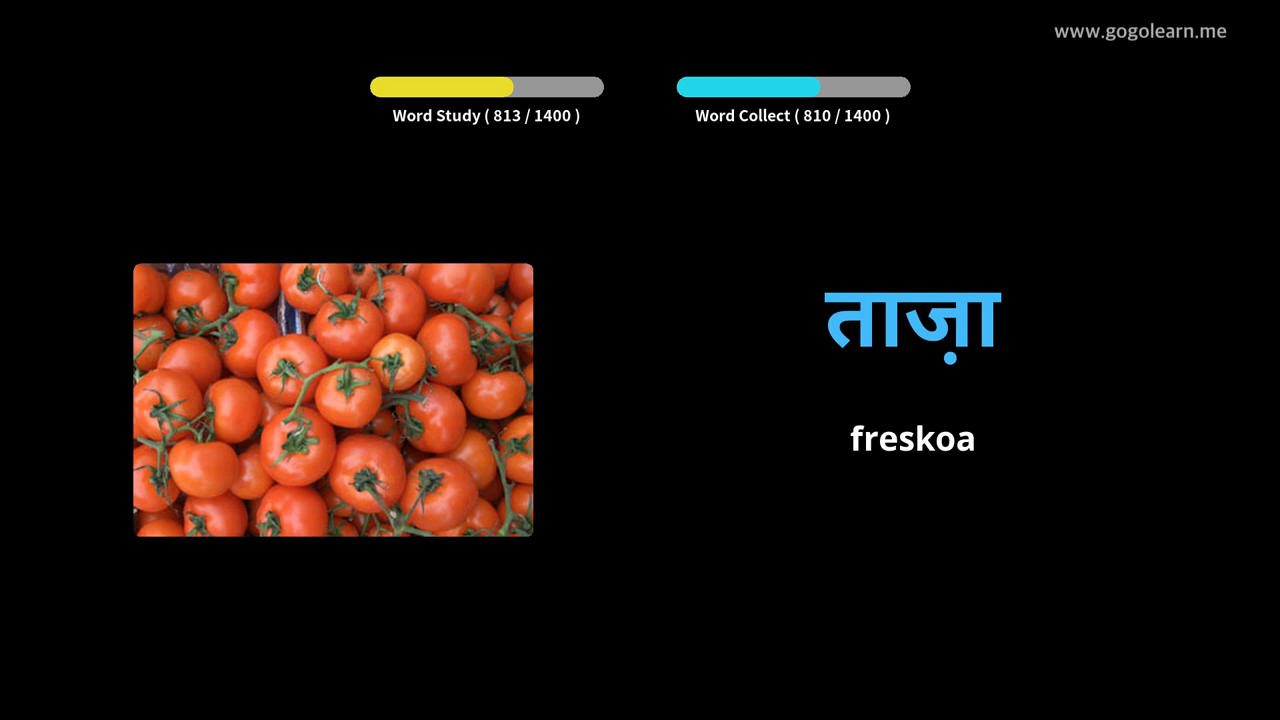 www.gogolearn.me
Word Study ( 813 / 1400 )
Word Collect ( 810 / 1400 )
ताज़ा
freskoa